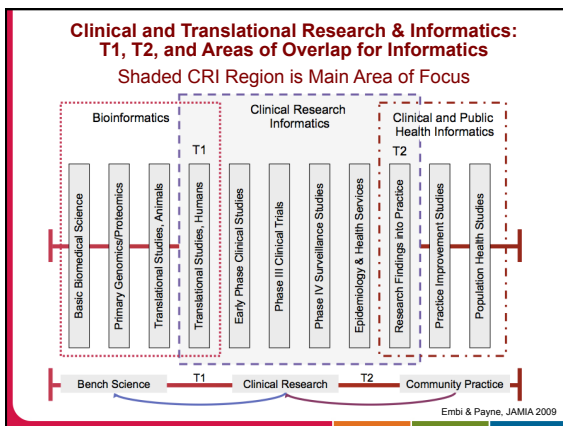 Clinical and Translational Research & Informatics:
T1, T2, and Areas of Overlap for Informatics
Shaded CRI Region is Main Area of Focus
Bioinformatics
Clinical Research
Informatics
Clinical and Public
Health Informatics
T1
T2
Basic Biomedical Science
Primary Genomics/Proteomics
Translational Studies, Animals
Translational Studies, Humans
Early Phase Clinical Studies
Phase III Clinical Trials
Phase IV Surveillance Studies
Epidemiology & Health Services
Research Findings into Practice
Practice Improvement Studies
Population Health Studies
Bench Science
T1
Clinical Research
T2
Community Practice
Embi & Payne, JAMIA 2009